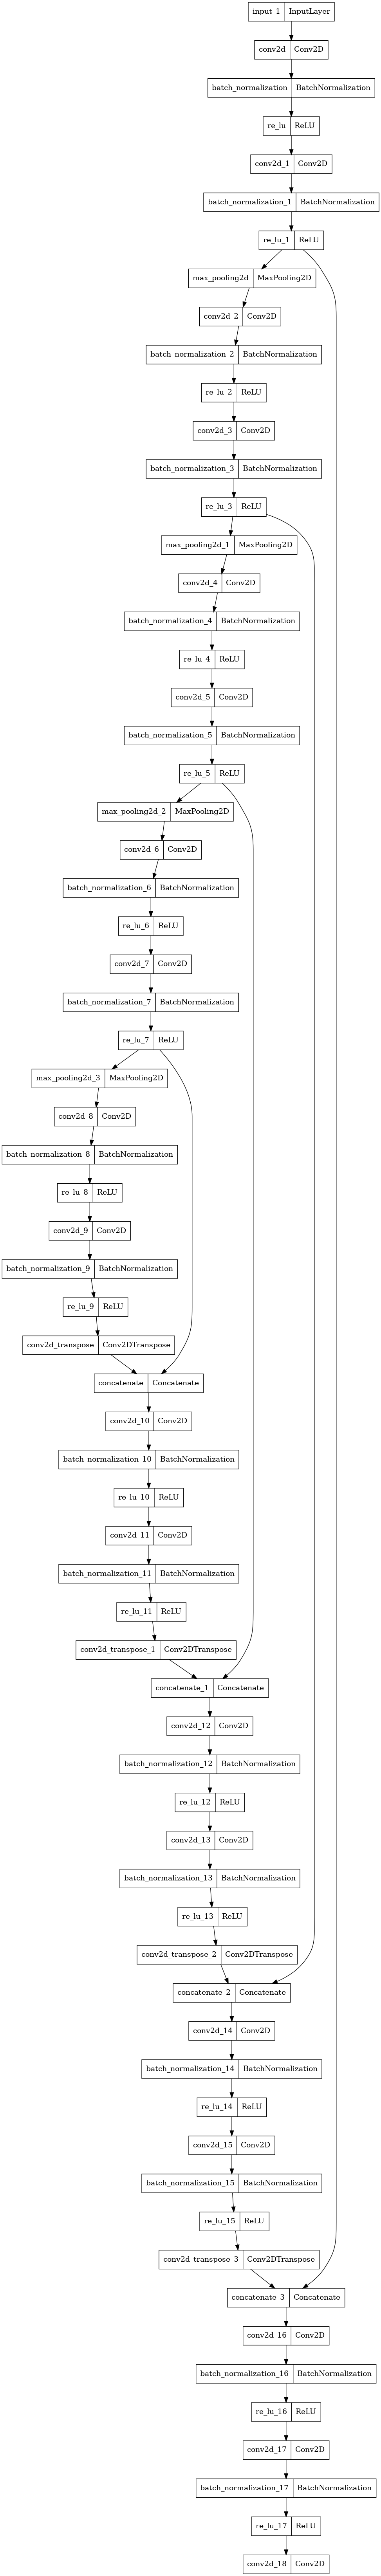 input_1 InputLayer
conv2d Conv2D
batch_normalization BatchNormalization
re_lu ReLU
conv2d_1 Conv2D
batch_normalization_1 BatchNormalization
re_lu_1 ReLU
max_pooling2d MaxPooling2D
conv2d_2 Conv2D
batch_normalization_2 BatchNormalization
re_lu_2 ReLU
conv2d_3 Conv2D
batch_normalization_3 BatchNormalization
re_lu_3 ReLU
max_pooling2d_1 MaxPooling2D
conv2d_4 Conv2D
batch_normalization_4 BatchNormalization
re_lu_4 ReLU
conv2d_5 Conv2D
batch_normalization_5 BatchNormalization
re_lu_5 ReLU
max_pooling2d_2 MaxPooling2D
conv2d_6 Conv2D
batch_normalization_6 BatchNormalization
re_lu_6 ReLU
conv2d_7 Conv2D
batch_normalization_7 BatchNormalization
re_lu_7 ReLU
max_pooling2d_3 MaxPooling2D
conv2d_8 Conv2D
batch_normalization_8 BatchNormalization
re_lu_8 ReLU
conv2d_9 Conv2D
batch_normalization_9 BatchNormalization
re_lu_9 ReLU
conv2d_transpose Conv2DTranspose
concatenate Concatenate
conv2d_10 Conv2D
batch_normalization_10 BatchNormalization
re_lu_10 ReLU
conv2d_11 Conv2D
batch_normalization_11 BatchNormalization
re_lu_11 ReLU
conv2d_transpose_1 Conv2DTranspose
concatenate_1 Concatenate
conv2d_12 Conv2D
batch_normalization_12 BatchNormalization
re_lu_12 ReLU
conv2d_13 Conv2D
batch_normalization_13 BatchNormalization
re_lu_13 ReLU
conv2d_transpose_2 Conv2DTranspose
concatenate_2 Concatenate
conv2d_14 Conv2D
batch_normalization_14 BatchNormalization
re_lu_14 ReLU
conv2d_15 Conv2D
batch_normalization_15 BatchNormalization
re_lu_15 ReLU
conv2d_transpose_3 Conv2DTranspose
concatenate_3 Concatenate
conv2d_16 Conv2D
batch_normalization_16 BatchNormalization
re_lu_16 ReLU
conv2d_17 Conv2D
batch_normalization_17 BatchNormalization
re_lu_17 ReLU
conv2d_18 Conv2D